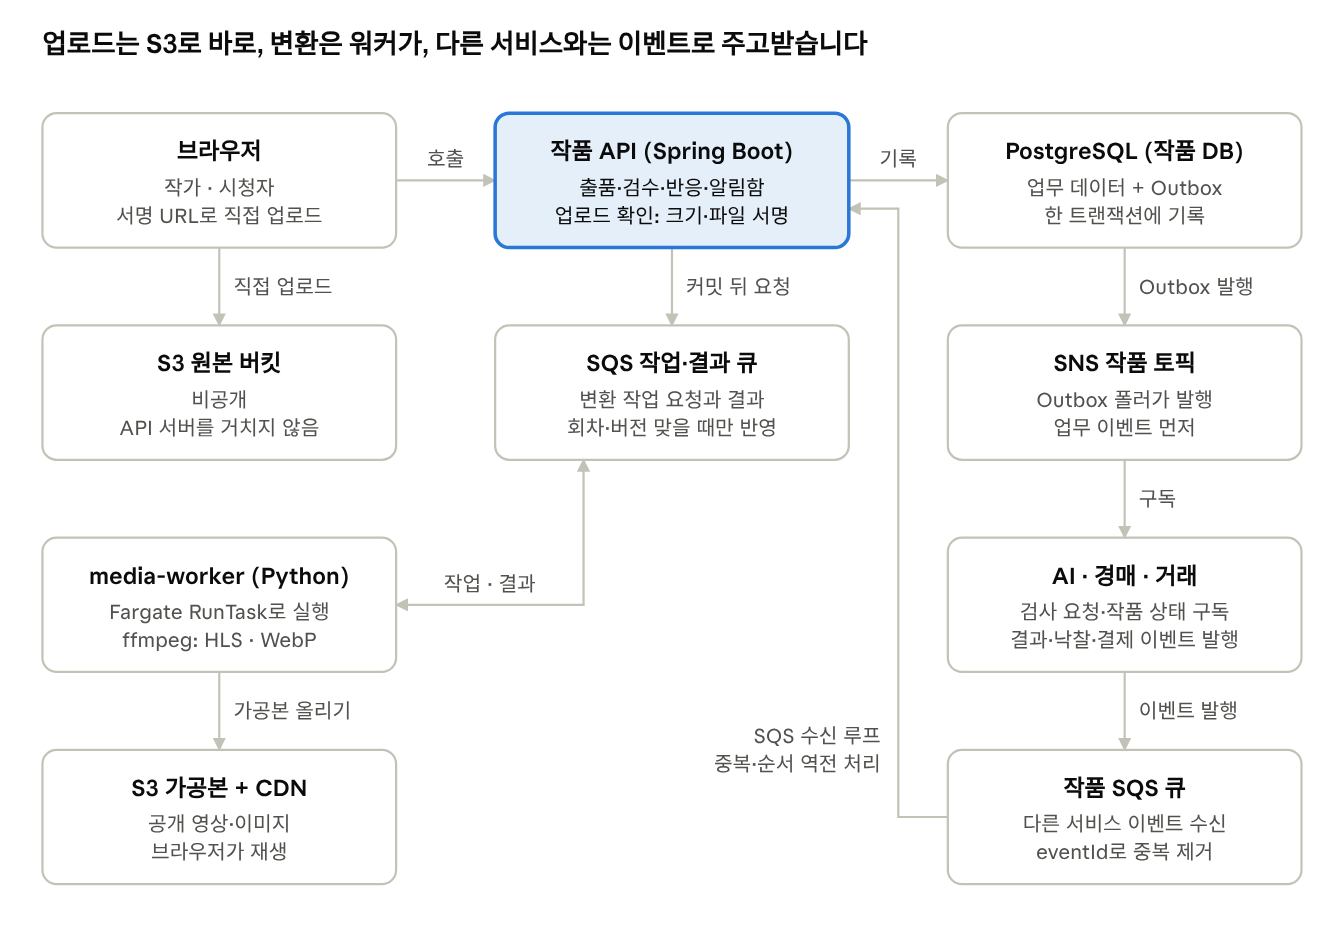 업로드는 S3로 바로, 변환은 워커가, 다른 서비스와는 이벤트로 주고받습니다
브라우저
작가 · 시청자
서명 URL로 직접 업로드
호출
작품 API (Spring Boot)
출품·검수·반응·알림함
업로드 확인: 크기·파일 서명
기록
PostgreSQL (작품 DB)
업무 데이터 + Outbox
한 트랜잭션에 기록
직접 업로드
커밋 뒤 요청
Outbox 발행
S3 원본 버킷
비공개
API 서버를 거치지 않음
SQS 작업·결과 큐
변환 작업 요청과 결과
회차·버전 맞을 때만 반영
SNS 작품 토픽
Outbox 폴러가 발행
업무 이벤트 먼저
구독
media-worker (Python)
Fargate RunTask로 실행
ffmpeg: HLS · WebP
작업 · 결과
AI · 경매 · 거래
검사 요청·작품 상태 구독
결과·낙찰·결제 이벤트 발행
가공본 올리기
이벤트 발행
SQS 수신 루프
중복·순서 역전 처리
S3 가공본 + CDN
공개 영상·이미지
브라우저가 재생
작품 SQS 큐
다른 서비스 이벤트 수신
eventId로 중복 제거